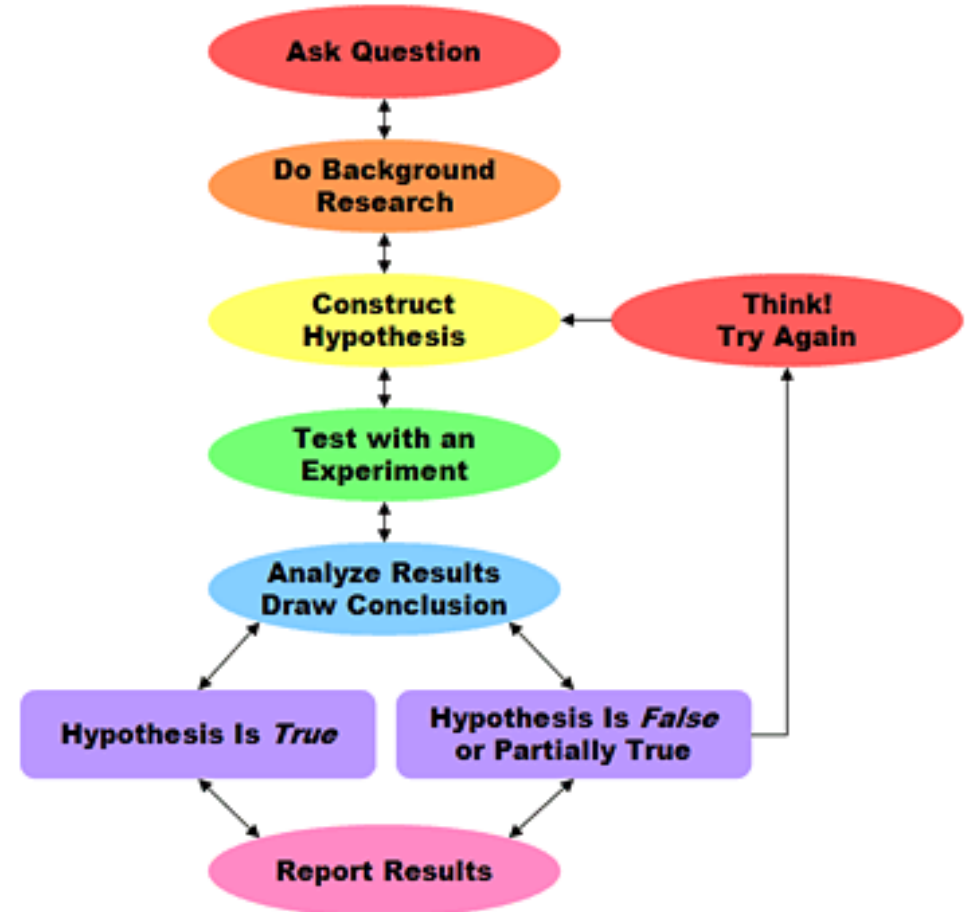 Ask Question
Do Background
Research
Construct
Hypothesis
Think!
Try Again
Test with an
Experiment
Analyze Results
Draw Conclusion
Hypothesis Is True
Hypothesis Is False
or Partially True
Report Results